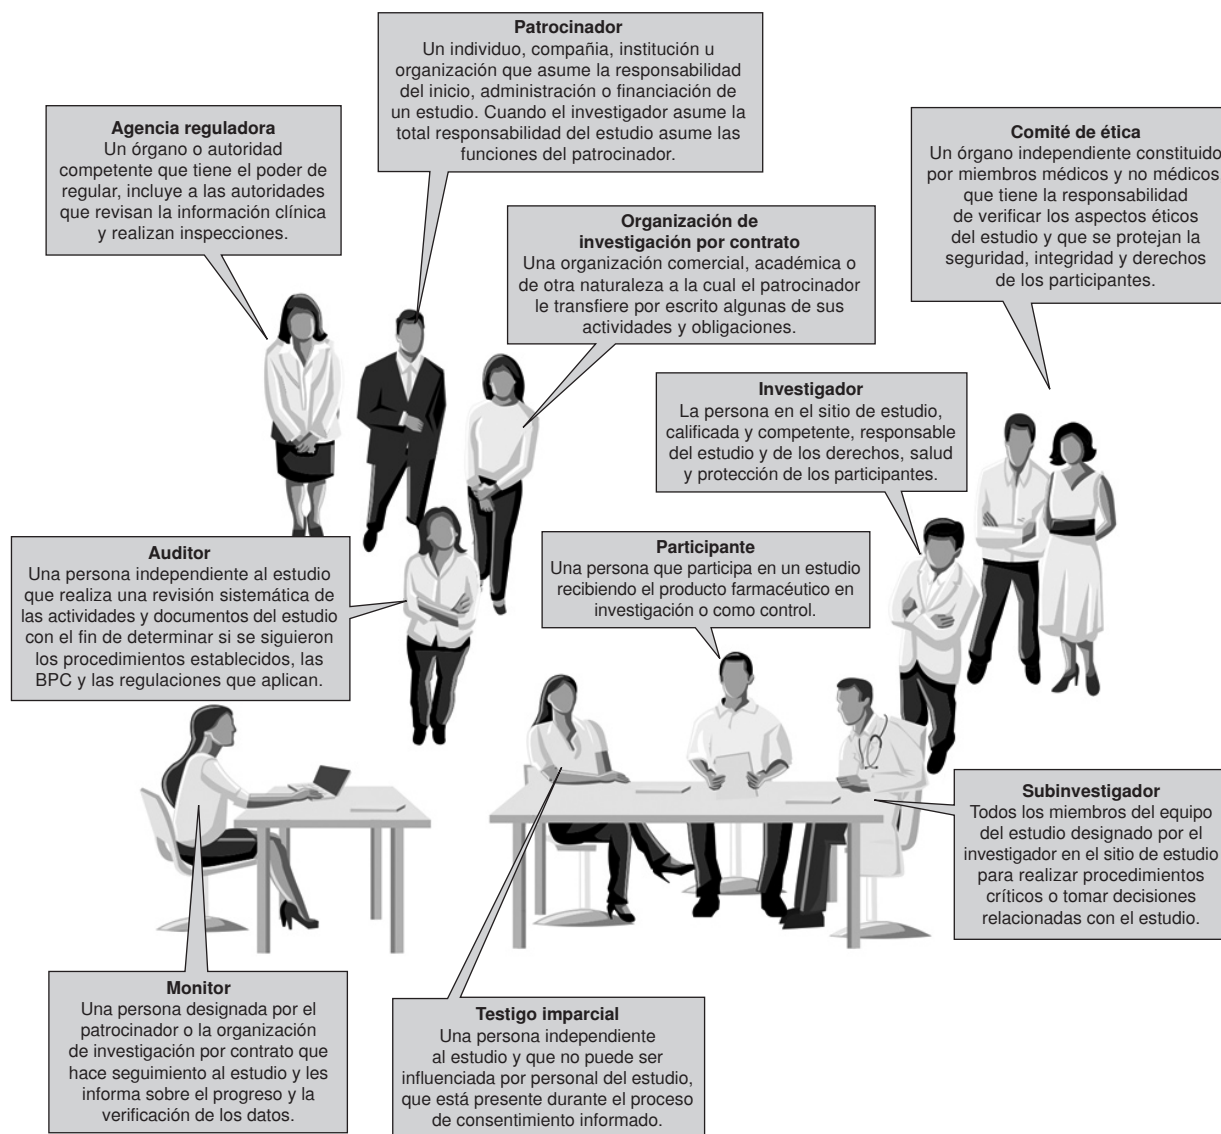 Patrocinador
Un individuo, compañia, institución u
organización que asume la responsabilidad
del inicio, administración o financiación de
un estudio. Cuando el investigador asume la
total responsabilidad del estudio asume las
funciones del patrocinador.
Agencia reguladora
Un órgano o autoridad
competente que tiene el poder de
regular, incluye a las autoridades
que revisan la información clínica
y realizan inspecciones.
Comité de ética
Un órgano independiente constituido
por miembros médicos y no médicos
que tiene la responsabilidad
de verificar los aspectos éticos
del estudio y que se protejan la
seguridad, integridad y derechos
de los participantes.
Organización de
investigación por contrato
Una organización comercial, académica o
de otra naturaleza a la cual el patrocinador
le transfiere por escrito algunas de sus
actividades y obligaciones.
Investigador
La persona en el sitio de estudio,
calificada y competente, responsable
del estudio y de los derechos, salud
y protección de los participantes.
Auditor
Una persona independiente al estudio
que realiza una revisión sistemática de
las actividades y documentos del estudio
con el fin de determinar si se siguieron
los procedimientos establecidos, las
BPC y las regulaciones que aplican.
Participante
Una persona que participa en un estudio
recibiendo el producto farmacéutico en
investigación o como control.
Subinvestigador
Todos los miembros del equipo
del estudio designado por el
investigador en el sitio de estudio
para realizar procedimientos
críticos o tomar decisiones
relacionadas con el estudio.
Monitor
Una persona designada por el
patrocinador o la organización
de investigación por contrato que
hace seguimiento al estudio y les
informa sobre el progreso y la
verificación de los datos.
Testigo imparcial
Una persona independiente
al estudio y que no puede ser
influenciada por personal del estudio,
que está presente durante el proceso
de consentimiento informado.